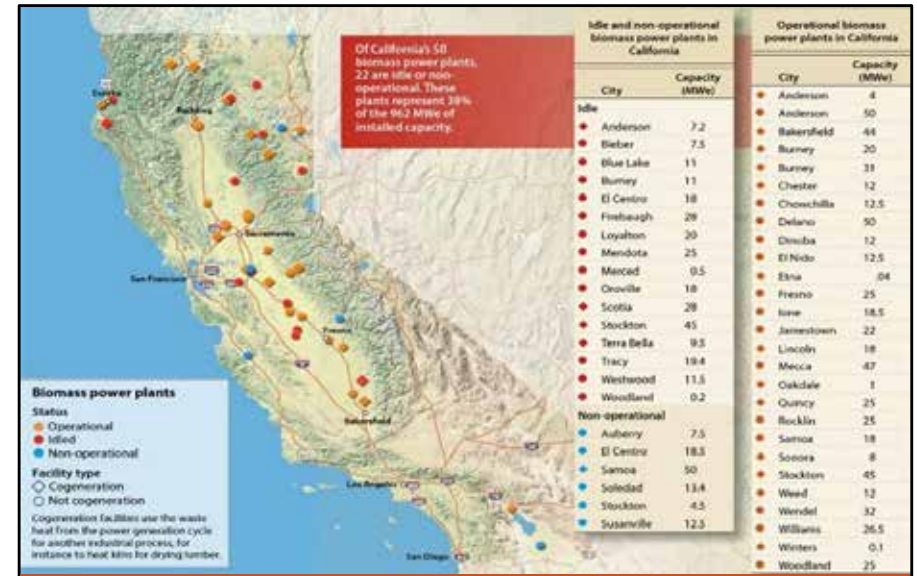 Of California's 50
biomass power plants,
22 are idle or non-
operational. These
plants represent 38%
of the 962 MWe of
installed capacity.
Eureka
Redding
Sacramento
San Francisco
Fresno
Bakersfield
Los Angeles
San Diego
Biomass power plants
Status
Operational
Idled
Non-operational
Facility type
Cogeneration
Not cogeneration
Cogeneration facilities use the waste
heat from the power generation cycle
for another industrial process, for
instance to heat kilns for drying lumber.
Idle and non-operational
biomass power plants in
California
City Capacity (MWe)
Idle
Anderson 7.2
Bieber 7.5
Blue Lake 11
Burney 11
El Centro 18
Firebaugh 28
Loyalton 20
Mendota 25
Merced 0.5
Oroville 18
Scotia 28
Stockton 45
Terra Bella 9.5
Tracy 19.4
Westwood 11.5
Woodland 0.2
Non-operational
Auberry 7.5
El Centro 18.5
Samoa 50
Soledad 13.4
Stockton 4.5
Susanville 12.5
Operational biomass
power plants in California
City Capacity (MWe)
Anderson 4
Anderson 50
Bakersfield 44
Burney 20
Burney 31
Chester 12
Chowchilla 12.5
Delano 50
Dinuba 12
El Nido 12.5
Etna .04
Fresno 25
Ione 18.5
Jamestown 22
Lincoln 18
Mecca 47
Oakdale 1
Quincy 25
Rocklin 25
Samoa 18
Sonora 8
Stockton 45
Weed 12
Wendel 32
Williams 26.5
Winters 0.1
Woodland 25